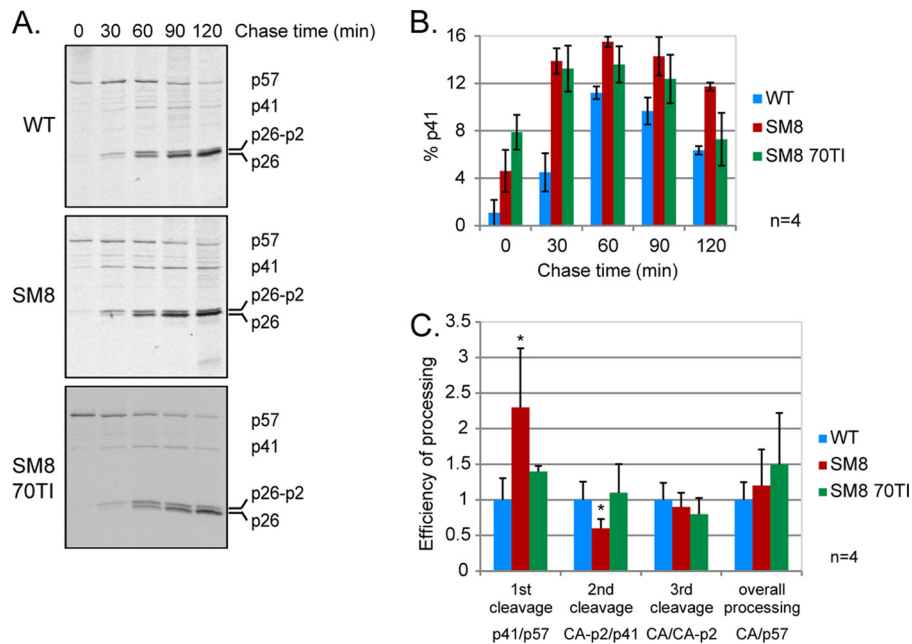 A.
0 30 60 90 120 Chase time (min)
WT
p57
p41
p26-p2
p26
SM8
p57
p41
p26-p2
p26
SM8
70TI
p57
p41
p26-p2
p26
B.
% p41
16
12
8
4
0
0 30 60 90 120
Chase time (min)
WT
SM8
SM8 70TI
n=4
C.
Efficiency of processing
3.5
3
2.5
2
1.5
1
0.5
0
*
*
1st 2nd 3rd overall
cleavage cleavage cleavage processing
p41/p57 CA-p2/p41 CA/CA-p2 CA/p57
WT
SM8
SM8 70TI
n=4